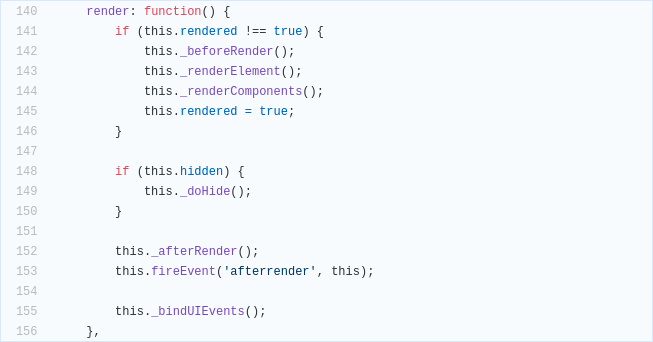 140 render: function() {
141 if (this.rendered !== true) {
142 this._beforeRender();
143 this._renderElement();
144 this._renderComponents();
145 this.rendered = true;
146 }
147
148 if (this.hidden) {
149 this._doHide();
150 }
151
152 this._afterRender();
153 this.fireEvent('afterrender', this);
154
155 this._bindUIEvents();
156 },